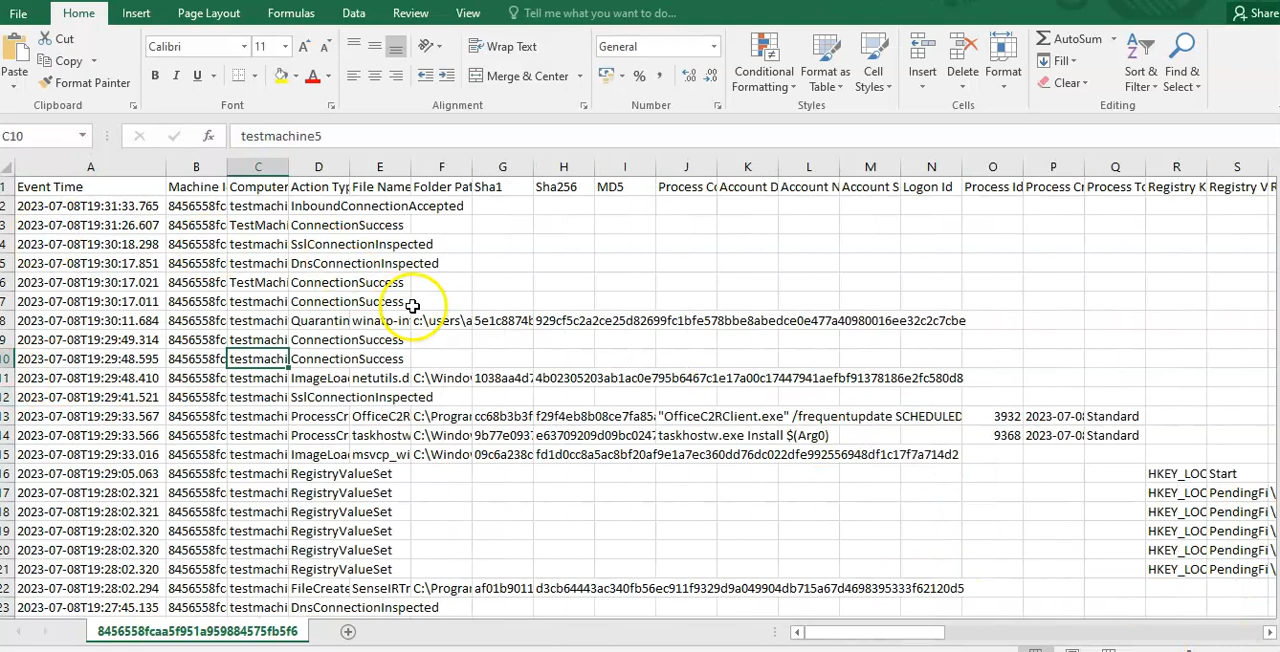 File Home Insert Page Layout Formulas Data Review View Tell me what you want to do... Share
Cut
Copy
Format Painter
Paste
Calibri 11
B I U
Wrap Text
Merge & Center
General
Conditional Formatting
Format as Table
Cell Styles
Insert
Delete
Format
AutoSum
Fill
Clear
Sort & Filter
Find & Select
Clipboard Font Alignment Number Styles Cells Editing
C10 fx testmachine5
A B C D E F G H I J K L M N O P Q R S
1 Event Time Machine I Computer Action Typ File Name Folder Pat Sha1 Sha256 MD5 Process Co Account D Account N Account S Logon Id Process Id Process Cr Process To Registry K Registry V R
2 2023-07-08T19:31:33.765 8456558fc testmachi InboundConnectionAccepted
3 2023-07-08T19:31:26.607 8456558fc TestMachi ConnectionSuccess
4 2023-07-08T19:30:18.298 8456558fc testmachi SslConnectionInspected
5 2023-07-08T19:30:17.851 8456558fc testmachi DnsConnectionInspected
6 2023-07-08T19:30:17.021 8456558fc TestMachi ConnectionSuccess
7 2023-07-08T19:30:17.011 8456558fc testmachi ConnectionSuccess
8 2023-07-08T19:30:11.684 8456558fc testmachi Quarantin winatp-in c:\users\a 5e1c8874b 929cf5c2a2ce25d82699fc1bfe578bbe8abedce0e477a40980016ee32c2c7cbe
9 2023-07-08T19:29:49.314 8456558fc testmachi ConnectionSuccess
10 2023-07-08T19:29:48.595 8456558fc testmachi ConnectionSuccess
11 2023-07-08T19:29:48.410 8456558fc testmachi ImageLoa netutils.d C:\Windo 1038aa4d7 4b02305203ab1ac0e795b6467c1e17a00c17447941aefbf91378186e2fc580d8
12 2023-07-08T19:29:41.521 8456558fc testmachi SslConnectionInspected
13 2023-07-08T19:29:33.567 8456558fc testmachi ProcessCr OfficeC2R C:\Progran cc68b3b3f f29f4eb8b08ce7fa85 "OfficeC2RClient.exe" /frequentupdate SCHEDULED 3932 2023-07-08 Standard
14 2023-07-08T19:29:33.566 8456558fc testmachi ProcessCr taskhostw C:\Windo 9b77e0937 e63709209d09bc0247 taskhostw.exe Install $(Arg0) 9368 2023-07-08 Standard
15 2023-07-08T19:29:33.016 8456558fc testmachi ImageLoa msvcp_wi C:\Windo 09c6a238c fd1d0cc8a5ac8bf20af9e1a7ec360dd76dc022dfe992556948df1c17f7a714d2
16 2023-07-08T19:29:05.063 8456558fc testmachi RegistryValueSet HKEY_LOC Start
17 2023-07-08T19:28:02.321 8456558fc testmachi RegistryValueSet HKEY_LOC PendingFi \
18 2023-07-08T19:28:02.321 8456558fc testmachi RegistryValueSet HKEY_LOC PendingFi \
19 2023-07-08T19:28:02.320 8456558fc testmachi RegistryValueSet HKEY_LOC PendingFi \
20 2023-07-08T19:28:02.320 8456558fc testmachi RegistryValueSet HKEY_LOC PendingFi \
21 2023-07-08T19:28:02.320 8456558fc testmachi RegistryValueSet HKEY_LOC PendingFi \
22 2023-07-08T19:28:02.294 8456558fc testmachi FileCreate SenseIRTr C:\Progran af01b9011 d3cb64443ac340fb56ec911f9329d9a049904db715a67d4698395333f62120d5
23 2023-07-08T19:27:45.135 8456558fc testmachi DnsConnectionInspected
8456558fcaa5f951a959884575fb5f6